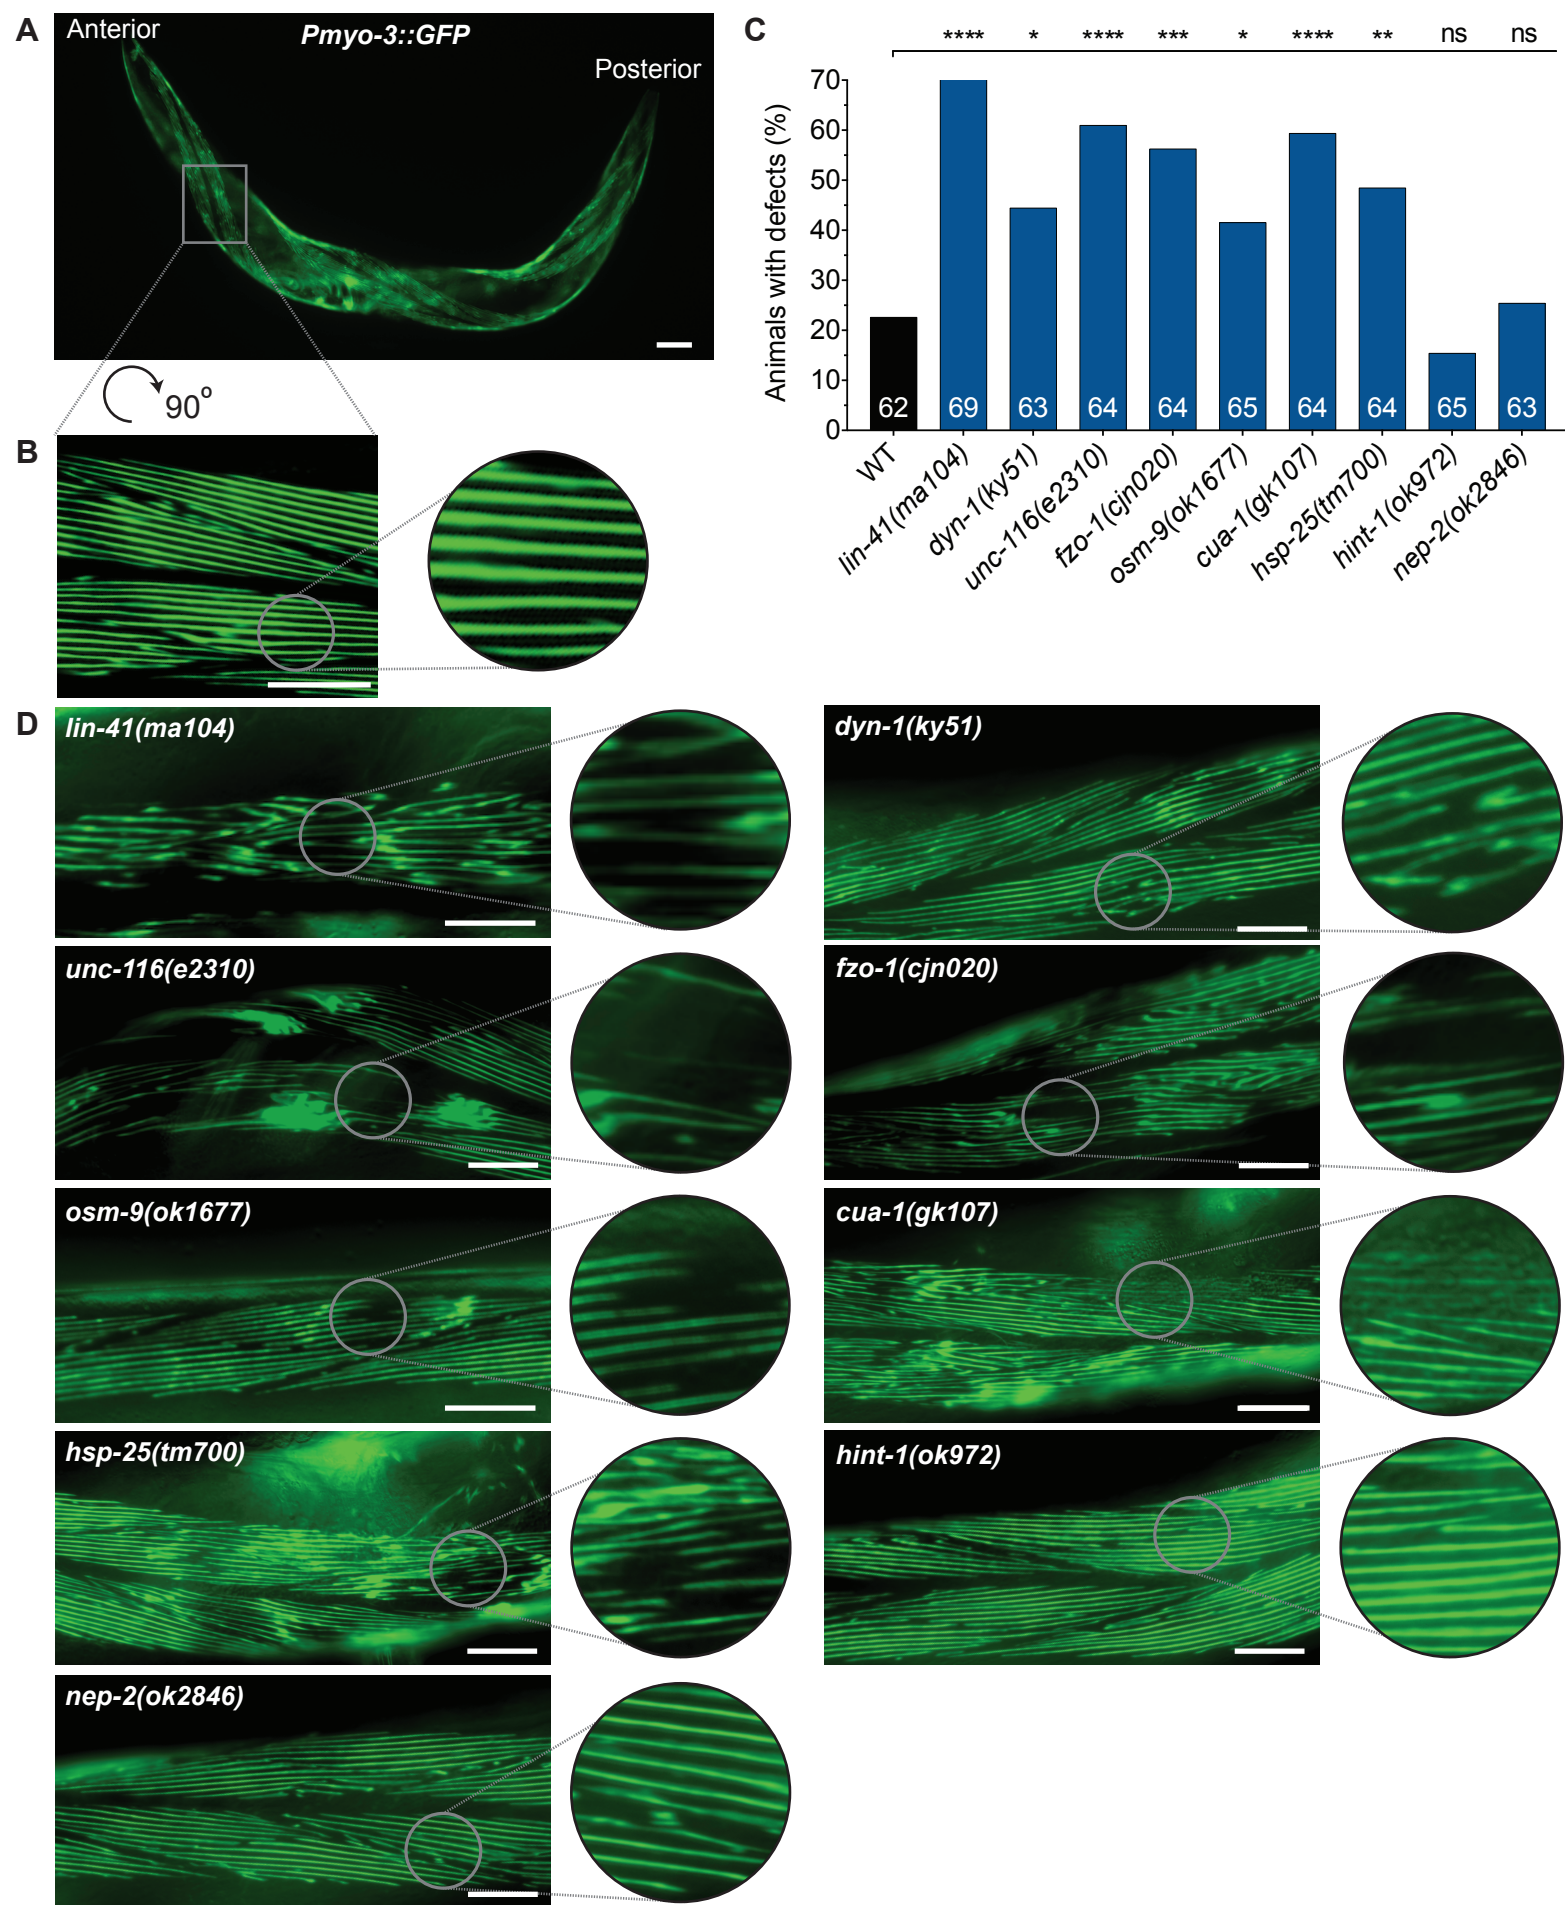 A
Anterior
Pmyo-3::GFP
Posterior
90°
B
C
**** * **** *** * **** ** ns ns
Animals with defects (%)
70
60
50
40
30
20
10
0
62 69 63 64 64 65 64 64 65 63
WT
lin-41(ma104)
dyn-1(ky51)
unc-116(e2310)
fzo-1(cjn020)
osm-9(ok1677)
cua-1(gk107)
hsp-25(tm700)
hint-1(ok972)
nep-2(ok2846)
D
lin-41(ma104)
dyn-1(ky51)
unc-116(e2310)
fzo-1(cjn020)
osm-9(ok1677)
cua-1(gk107)
hsp-25(tm700)
hint-1(ok972)
nep-2(ok2846)